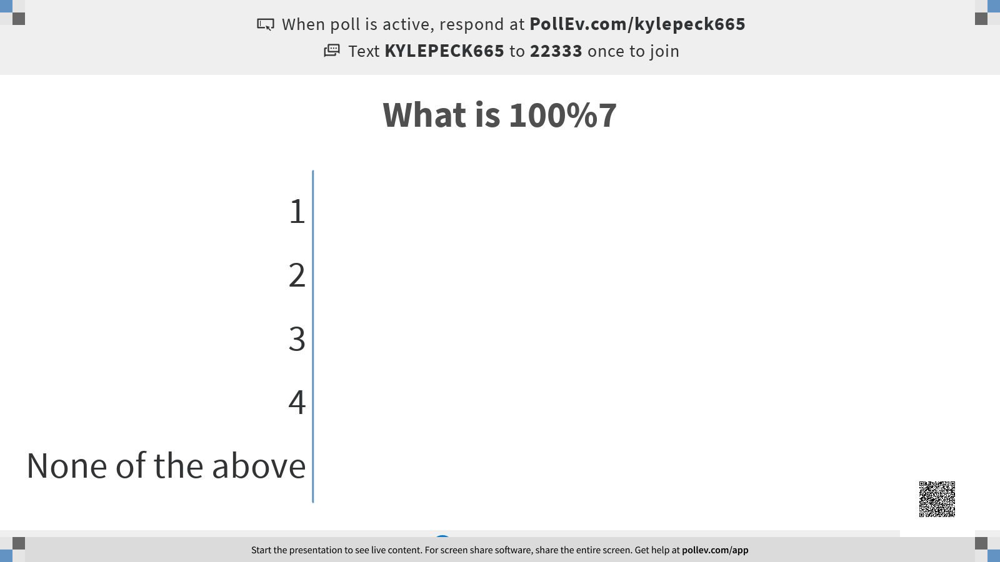 When poll is active, respond at PollEv.com/kylepeck665
Text KYLEPECK665 to 22333 once to join
What is 100%7
1
2
3
4
None of the above
Start the presentation to see live content. For screen share software, share the entire screen. Get help at pollev.com/app